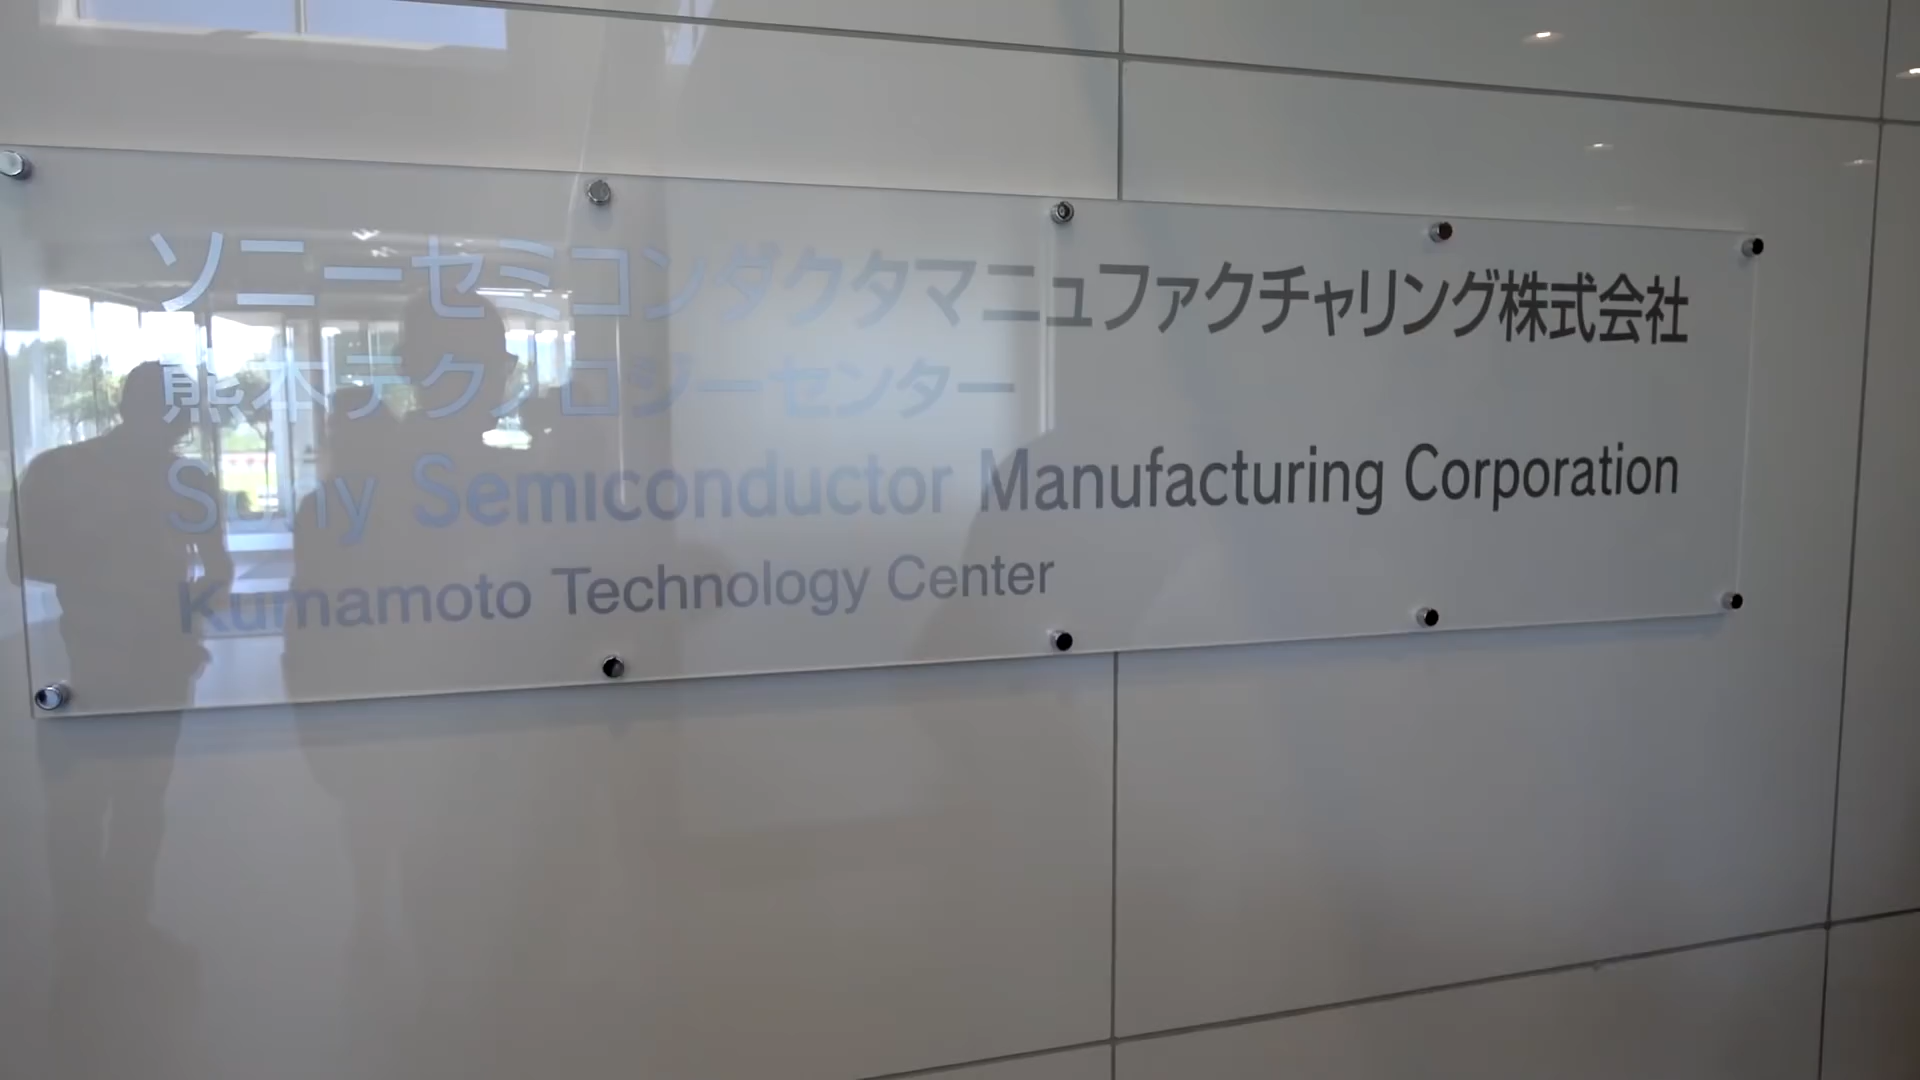 ソニーセミコンダクタマニュファクチャリング株式会社
熊本テクノロジーセンター
Sony Semiconductor Manufacturing Corporation
Kumamoto Technology Center